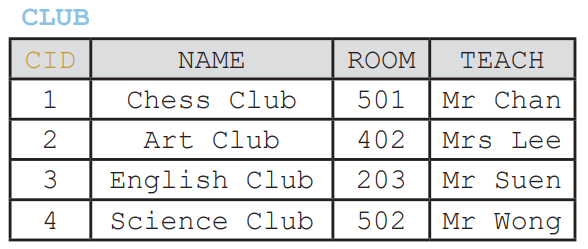 CLUB
CID NAME ROOM TEACH
1 Chess Club 501 Mr Chan
2 Art Club 402 Mrs Lee
3 English Club 203 Mr Suen
4 Science Club 502 Mr Wong